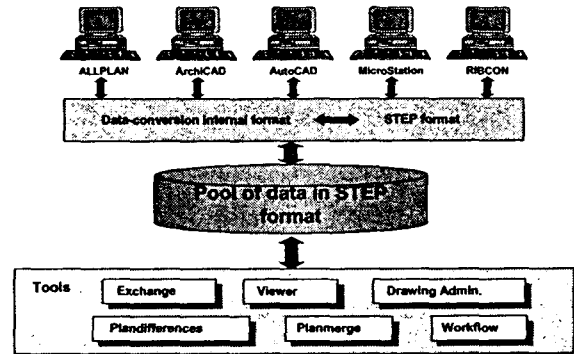 ALLPLAN ArchiCAD AutoCAD MicroStation RIBCON
Data-conversion internal format STEP format
Pool of data in STEP
format
Tools Exchange Viewer Drawing Admin.
Plandifferences Planmerge Workflow